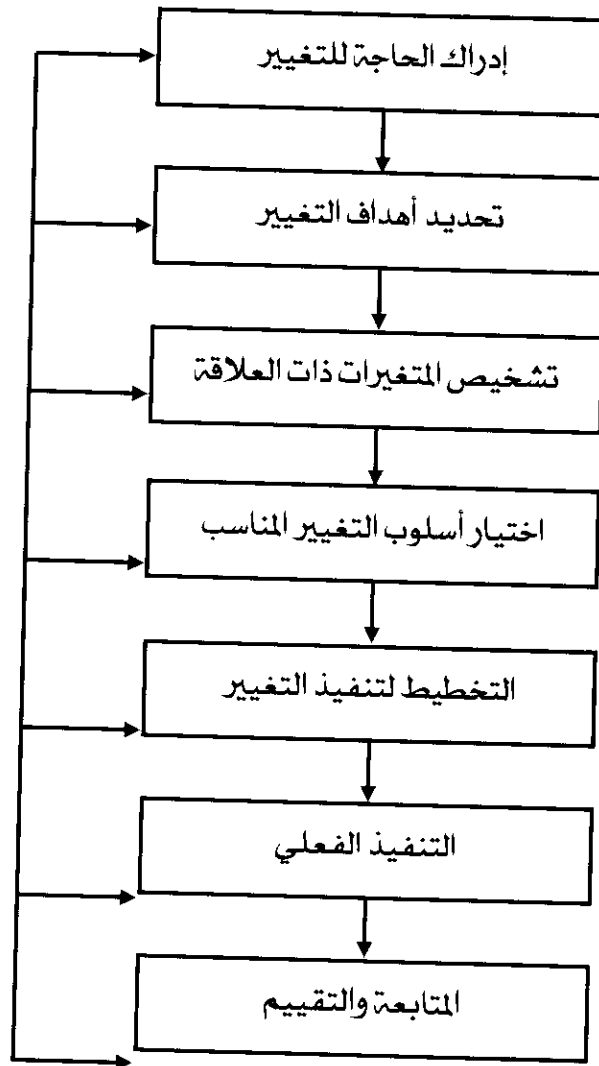 إدراك الحاجة للتغيير
تحديد أهداف التغيير
تشخيص المتغيرات ذات العلاقة
اختيار أسلوب التغيير المناسب
التخطيط لتنفيذ التغيير
التنفيذ الفعلي
المتابعة والتقييم